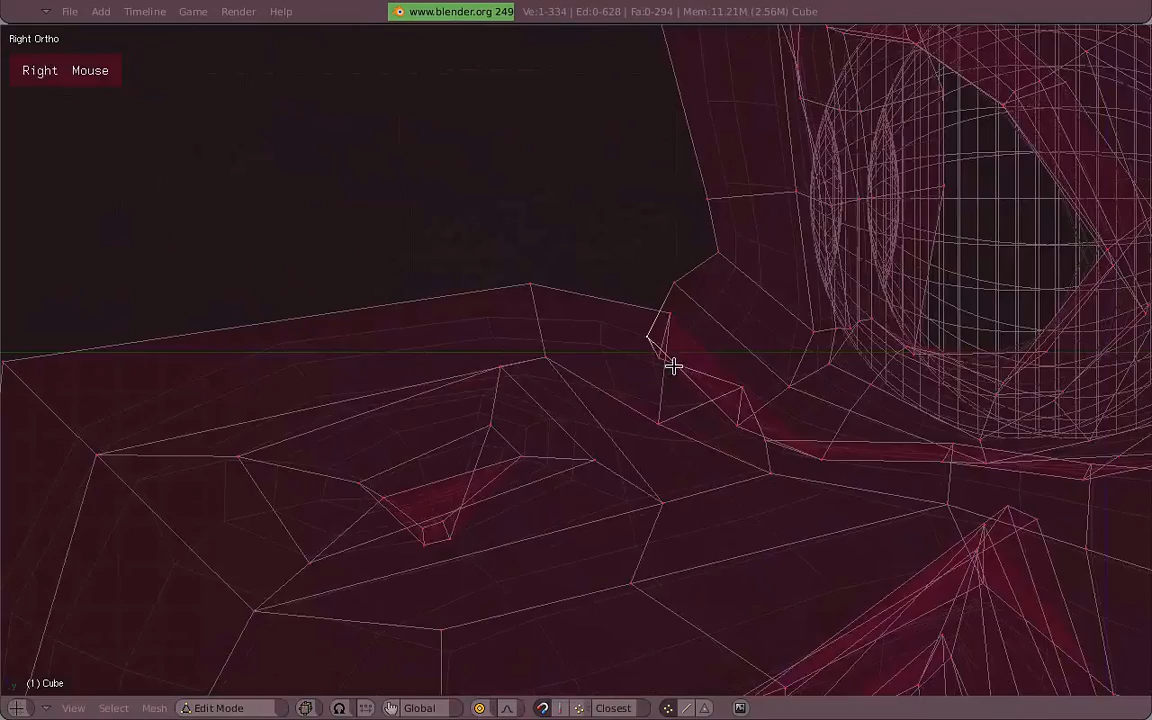 File Add Timeline Game Render Help www.blender.org 249 Ve:1-334 | Ed:0-628 | Fa:0-294 | Mem:11.21M (2.56M) Cube
Right Ortho
Right Mouse
(1) Cube
View Select Mesh Edit Mode Global Closest